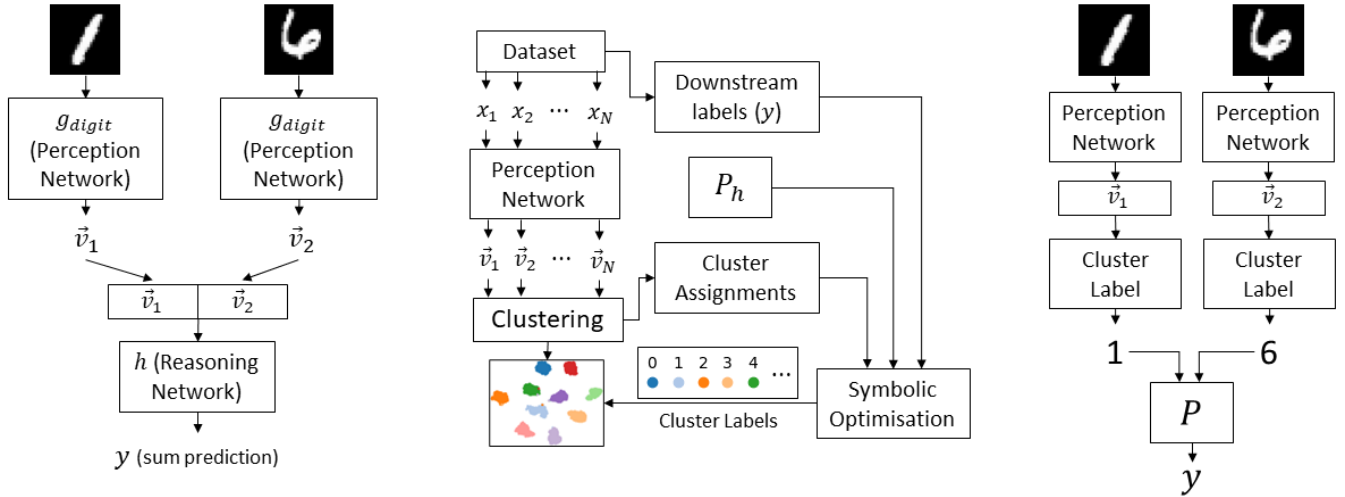 g_digit
(Perception
Network)
g_digit
(Perception
Network)
v⃗₁
v⃗₂
v⃗₁ v⃗₂
h (Reasoning
Network)
y (sum prediction)
Dataset
x₁ x₂ ⋯ x_N
Downstream
labels (y)
Perception
Network
P_h
v⃗₁ v⃗₂ ⋯ v⃗_N
Cluster
Assignments
Clustering
0 1 2 3 4 ...
Cluster Labels
Symbolic
Optimisation
Perception
Network
Perception
Network
v⃗₁
v⃗₂
Cluster
Label
Cluster
Label
1
6
P
y